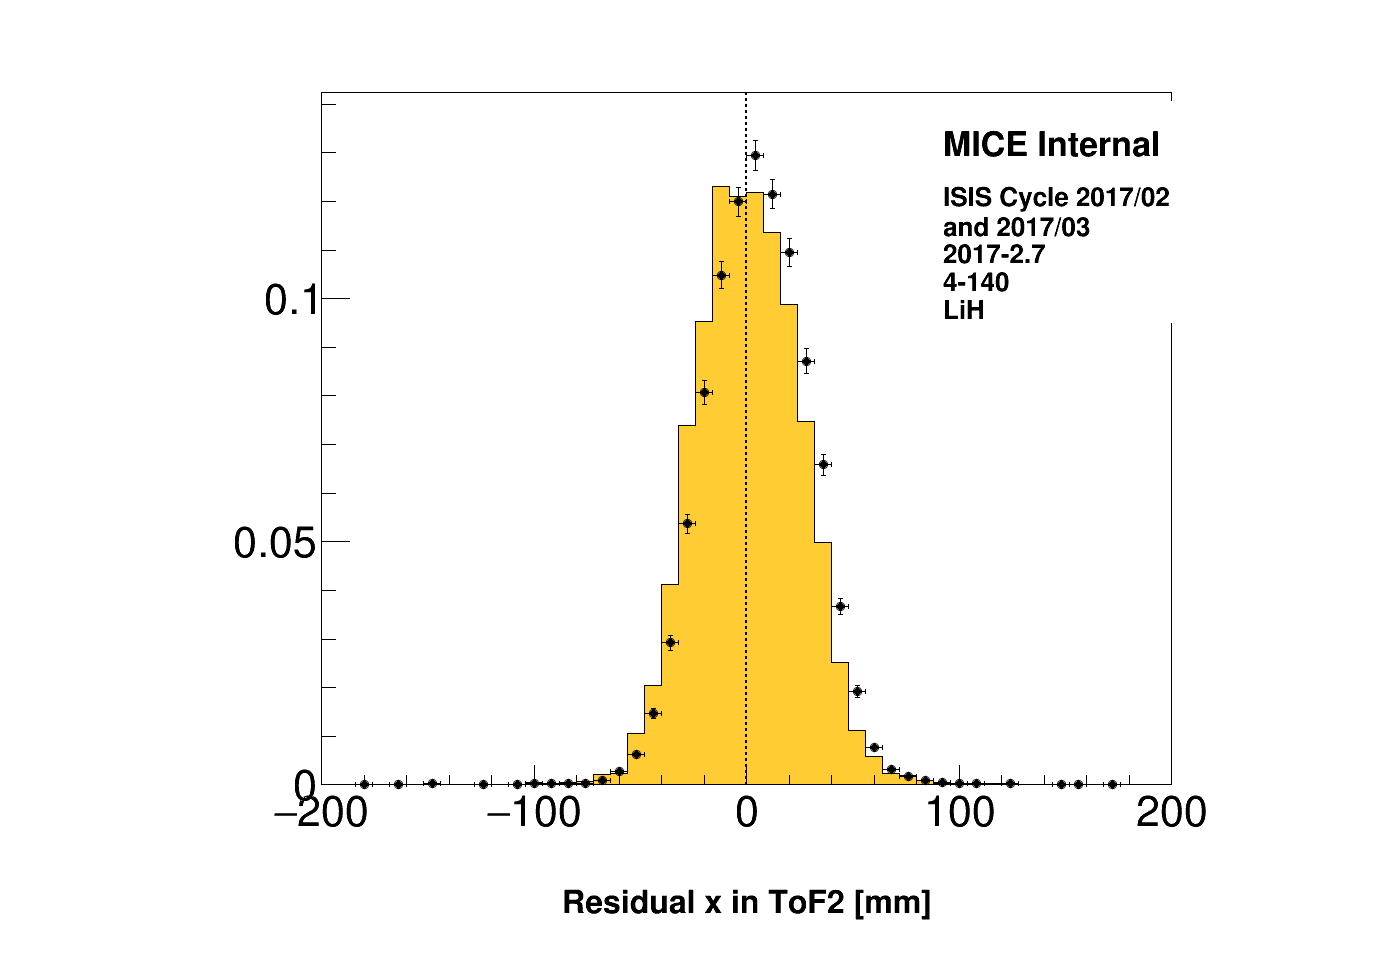 MICE Internal
ISIS Cycle 2017/02
and 2017/03
2017-2.7
4-140
LiH
0.1
0.05
0
−200 −100 0 100 200
Residual x in ToF2 [mm]